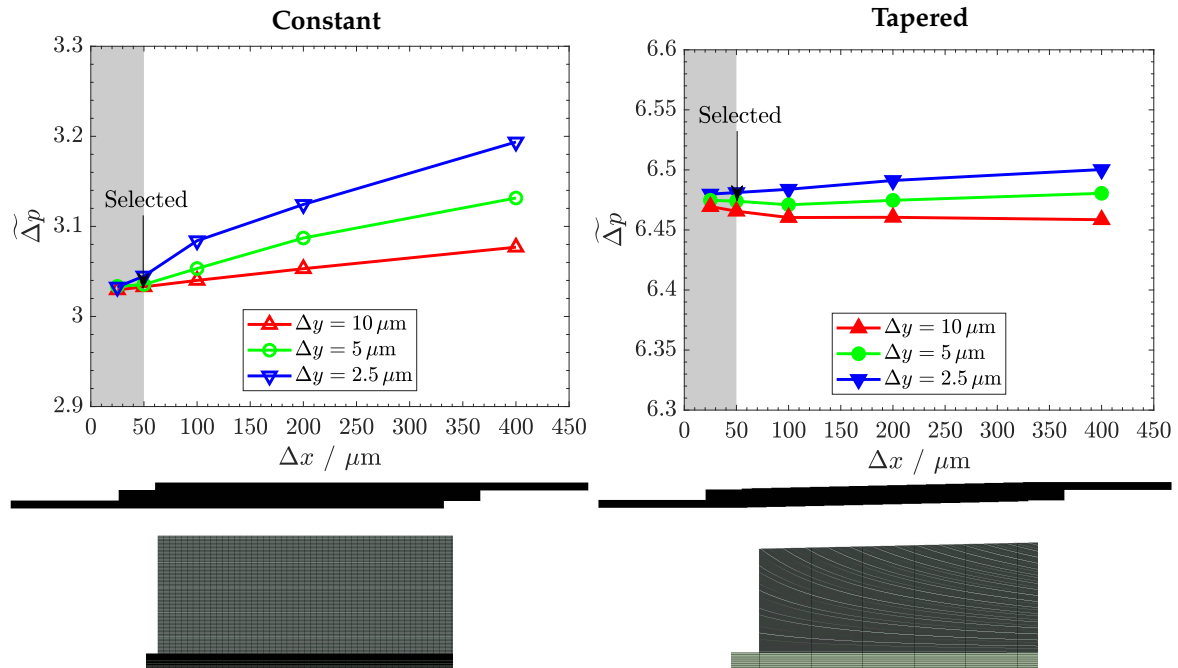 Constant
3.3
3.2
3.1
3
2.9
Δp
Selected
Δy = 10 μm
Δy = 5 μm
Δy = 2.5 μm
0 50 100 150 200 250 300 350 400 450
Δx / μm
Tapered
6.6
6.55
6.5
6.45
6.4
6.35
6.3
Δp
Selected
Δy = 10 μm
Δy = 5 μm
Δy = 2.5 μm
0 50 100 150 200 250 300 350 400 450
Δx / μm